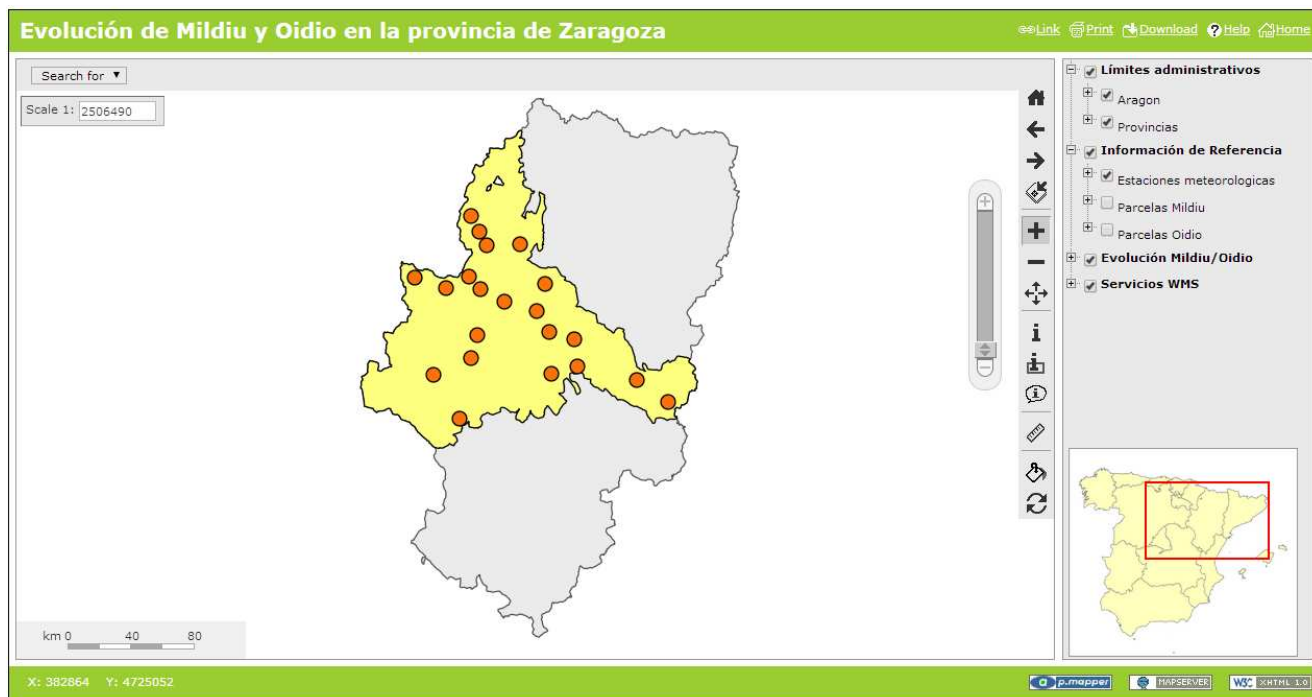 Evolución de Mildiu y Oidio en la provincia de Zaragoza
Link Print Download Help Home
Search for ▼
Scale 1: 2506490
Límites administrativos
Aragon
Provincias
Información de Referencia
Estaciones meteorologicas
Parcelas Mildiu
Parcelas Oidio
Evolución Mildiu/Oidio
Servicios WMS
km 0 40 80
X: 382864 Y: 4725052
p.mapper
MAPSERVER
W3C XHTML 1.0